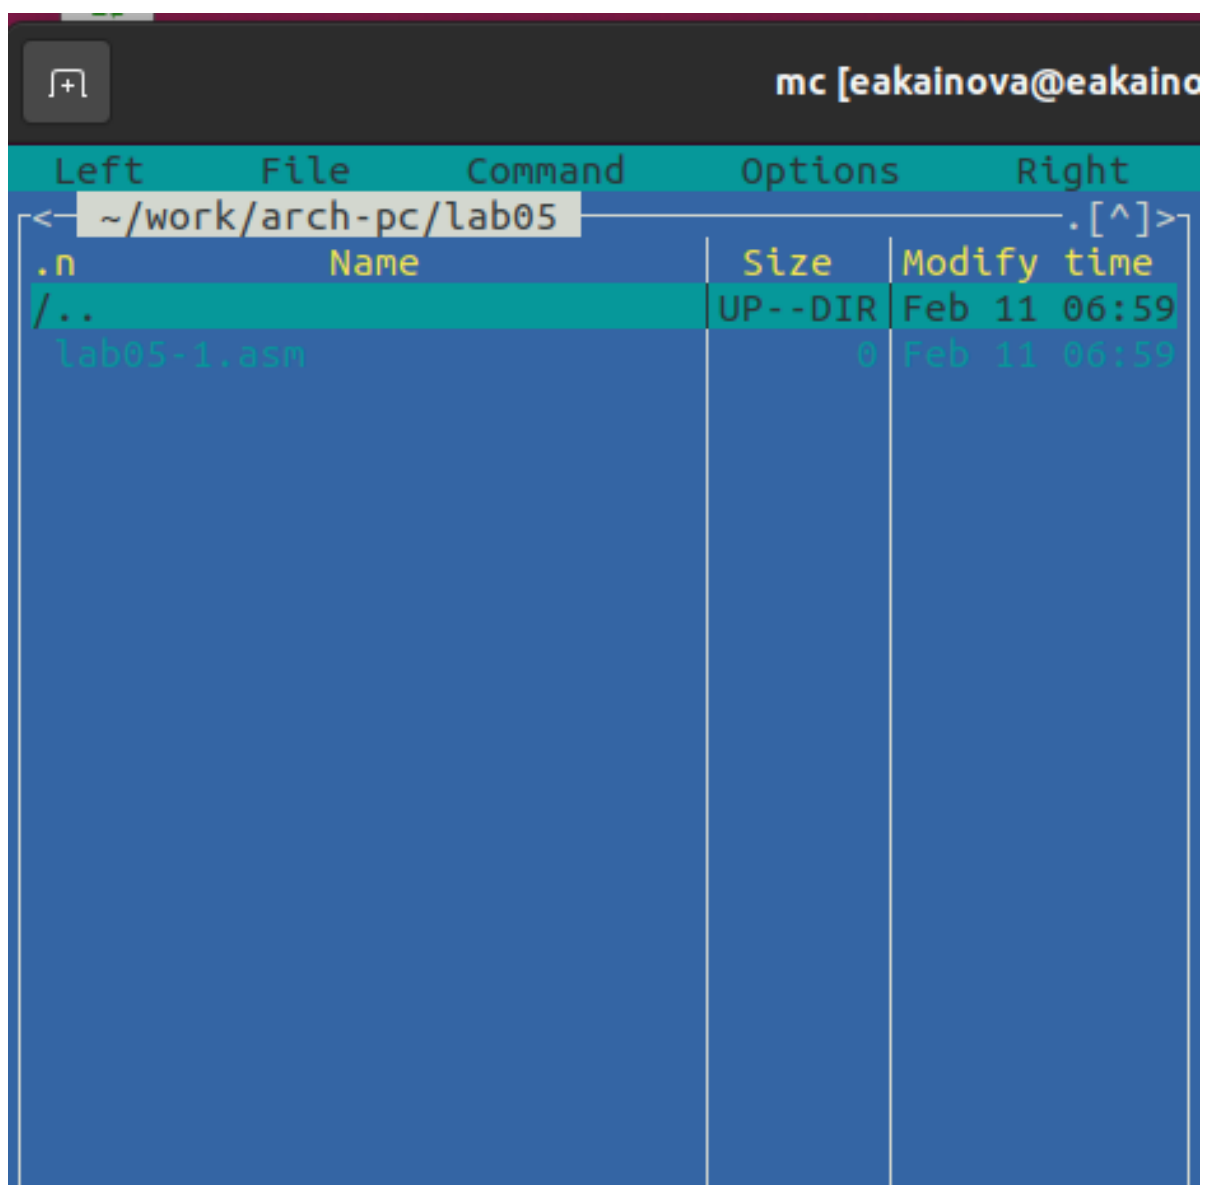 mc [eakainova@eakaino
Left File Command Options Right
<─ ~/work/arch-pc/lab05 ─.[^]>
.n Name Size Modify time
/.. UP--DIR Feb 11 06:59
lab05-1.asm 0 Feb 11 06:59